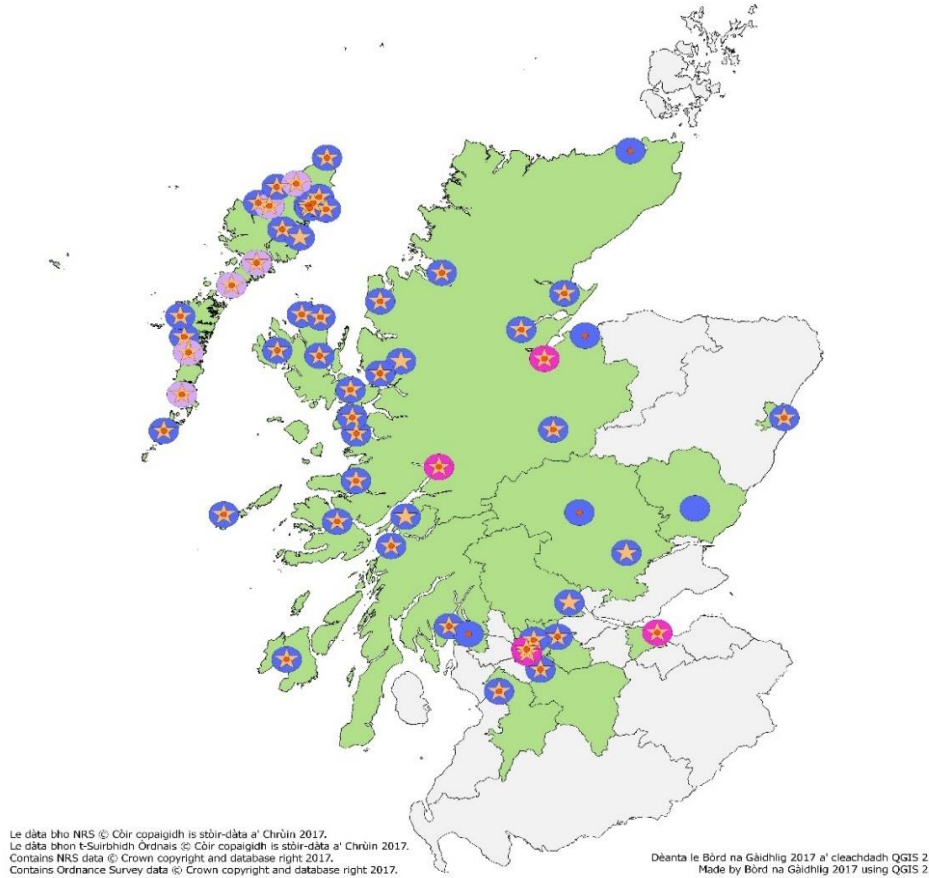 Le dàta bho NRS © Còir copaigidh is stòir-dàta a' Chrùin 2017.
Le dàta bhon t-Suirbhidh Òrdnais © Còir copaigidh is stòir-dàta a' Chrùin 2017.
Contains NRS data © Crown copyright and database right 2017.
Contains Ordnance Survey data © Crown copyright and database right 2017.
Dèanta le Bòrd na Gàidhlig 2017 a' cleachdadh QGIS 2
Made by Bòrd na Gàidhlig 2017 using QGIS 2